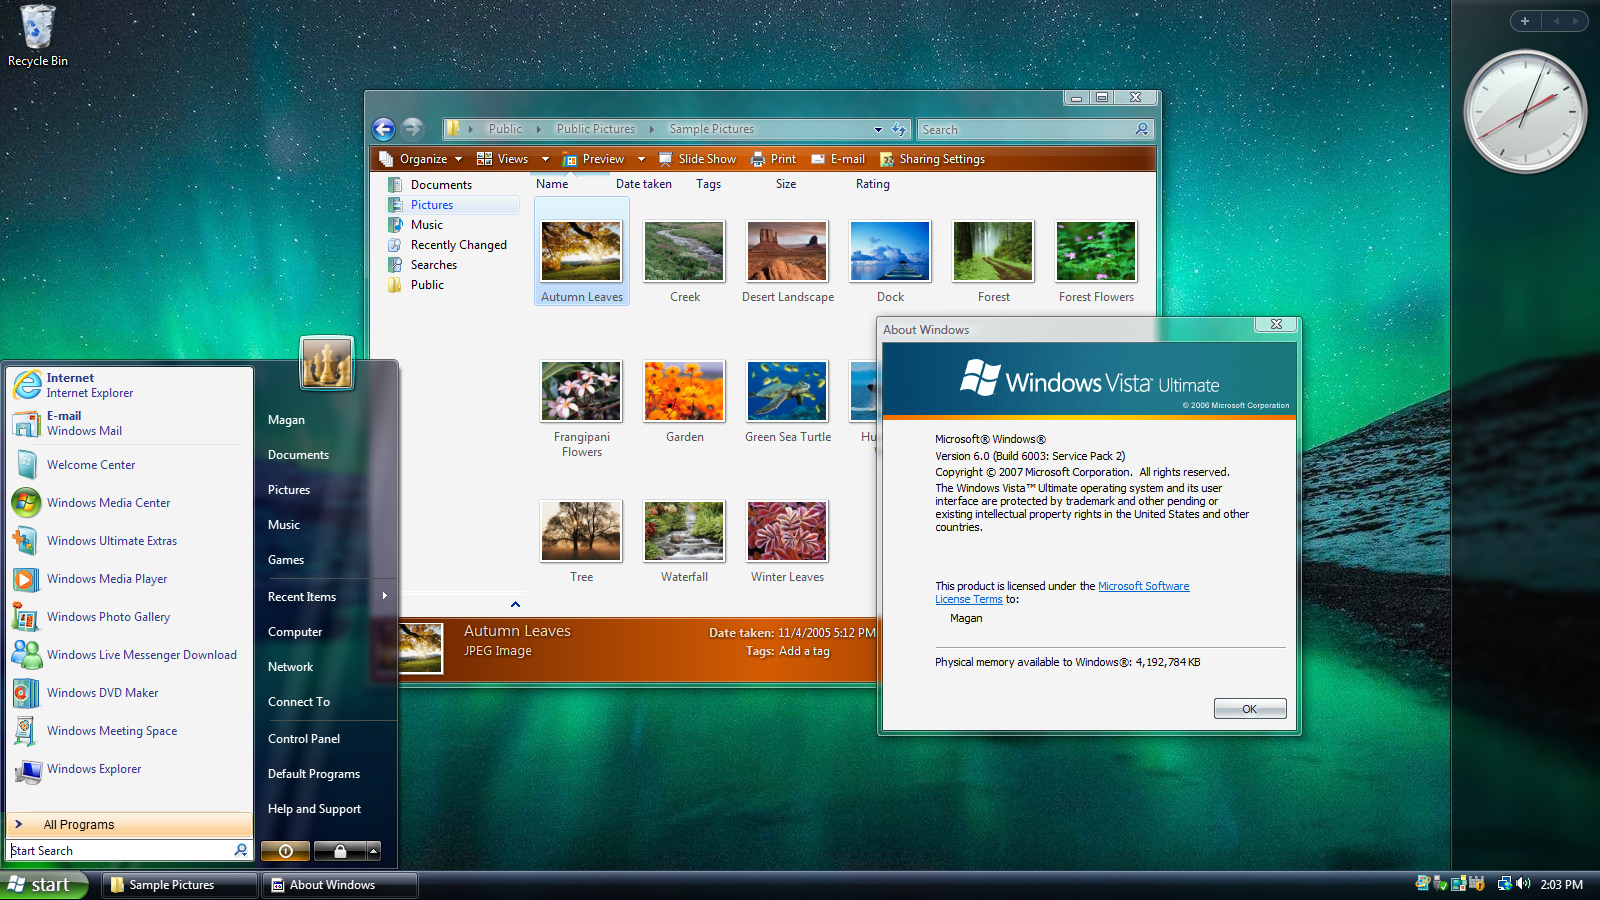 Recycle Bin
Public
Public Pictures
Sample Pictures
Search
Organize
Views
Preview
Slide Show
Print
E-mail
Sharing Settings
Documents
Pictures
Music
Recently Changed
Searches
Public
Name
Date taken
Tags
Size
Rating
Autumn Leaves
Creek
Desert Landscape
Dock
Forest
Forest Flowers
Frangipani
Flowers
Garden
Green Sea Turtle
Tree
Waterfall
Winter Leaves
Autumn Leaves
JPEG Image
Date taken: 11/4/2005 5:12 PM
Tags: Add a tag
About Windows
Windows Vista™ Ultimate
© 2006 Microsoft Corporation
Microsoft® Windows®
Version 6.0 (Build 6003: Service Pack 2)
Copyright © 2007 Microsoft Corporation. All rights reserved.
The Windows Vista™ Ultimate operating system and its user
interface are protected by trademark and other pending or
existing intellectual property rights in the United States and other
countries.
This product is licensed under the Microsoft Software
License Terms to:
Magan
Physical memory available to Windows®: 4,192,784 KB
OK
Internet
Internet Explorer
E-mail
Windows Mail
Welcome Center
Windows Media Center
Windows Ultimate Extras
Windows Media Player
Windows Photo Gallery
Windows Live Messenger Download
Windows DVD Maker
Windows Meeting Space
Windows Explorer
All Programs
Start Search
Magan
Documents
Pictures
Music
Games
Recent Items
Computer
Network
Connect To
Control Panel
Default Programs
Help and Support
start
Sample Pictures
About Windows
2:03 PM